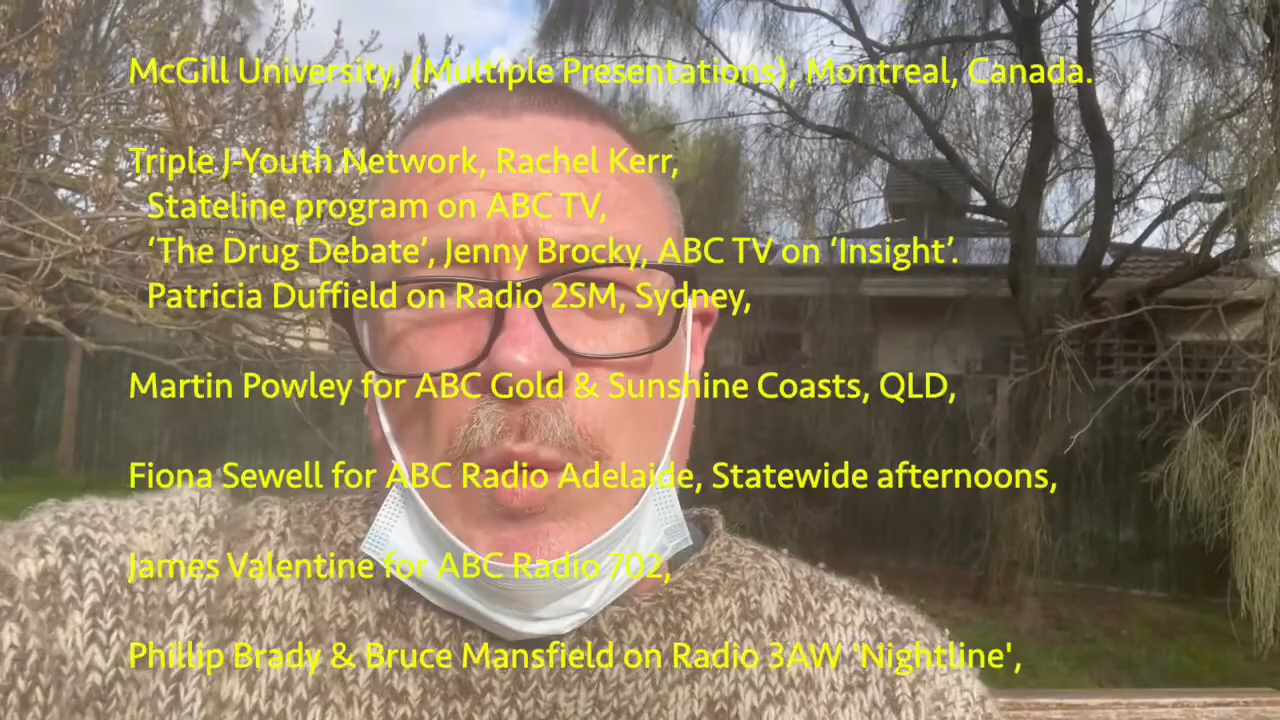 McGill University, (Multiple Presentations), Montreal, Canada.
Triple J-Youth Network, Rachel Kerr,
Stateline program on ABC TV,
‘The Drug Debate’, Jenny Brocky, ABC TV on ‘Insight’.
Patricia Duffield on Radio 2SM, Sydney,
Martin Powley for ABC Gold & Sunshine Coasts, QLD,
Fiona Sewell for ABC Radio Adelaide, Statewide afternoons,
James Valentine for ABC Radio 702,
Phillip Brady & Bruce Mansfield on Radio 3AW 'Nightline',